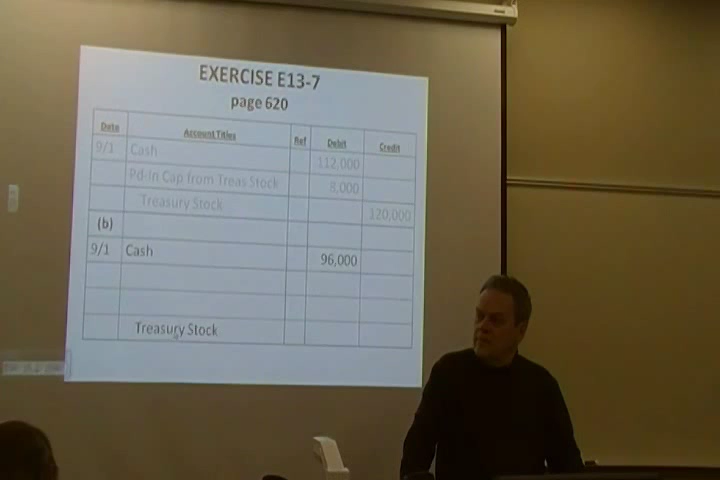 EXERCISE E13-7
page 620
Date Account Titles Ref Debit Credit
9/1 Cash 112,000
Pd-In Cap from Treas Stock 8,000
Treasury Stock 120,000
(b)
9/1 Cash 96,000
Treasury Stock